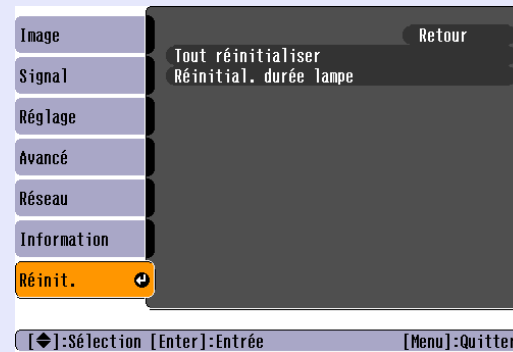 Image
Signal
Réglage
Avancé
Réseau
Information
Réinit.
Retour
Tout réinitialiser
Réinitial. durée lampe
[◆]:Sélection [Enter]:Entrée [Menu]:Quitter